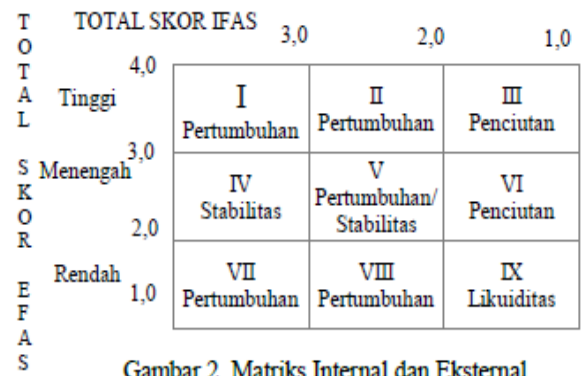 TOTAL SKOR IFAS
3,0 2,0 1,0
TOTAL SKOR EFAS
4,0
Tinggi
I
Pertumbuhan
II
Pertumbuhan
III
Penciutan
3,0
Menengah
IV
Stabilitas
V
Pertumbuhan/
Stabilitas
VI
Penciutan
2,0
Rendah
1,0
VII
Pertumbuhan
VIII
Pertumbuhan
IX
Likuiditas
Gambar 2. Matriks Internal dan Eksternal